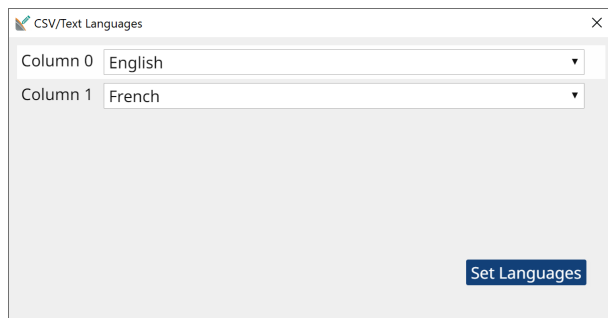 CSV/Text Languages
Column 0 English
Column 1 French
Set Languages